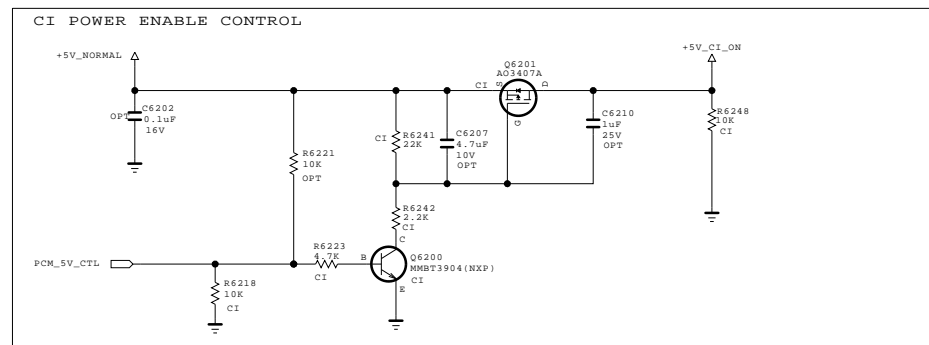 CI POWER ENABLE CONTROL
+5V_NORMAL
+5V_CI_ON
Q6201
AO3407A
CI
S
D
G
OPT
C6202
0.1uF
16V
R6221
10K
OPT
CI
R6241
22K
C6207
4.7uF
10V
OPT
C6210
1uF
25V
OPT
R6248
10K
CI
R6242
2.2K
CI
C
PCM_5V_CTL
R6223
4.7K
CI
B
Q6200
MMBT3904(NXP)
CI
E
R6218
10K
CI